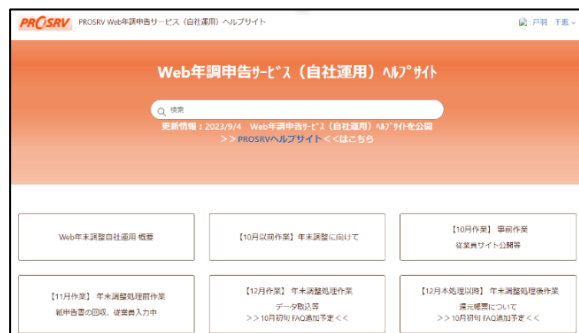 PROSRV PROSRV Web年調申告サービス（自社運用）ヘルプサイト
戸羽 千恵
Web年調申告ｻｰﾋﾞｽ（自社運用）ﾍﾙﾌﾟｻｲﾄ
検索
更新情報：2023/9/4 Web年調申告ｻｰﾋﾞｽ（自社運用）ﾍﾙﾌﾟｻｲﾄを公開
>>PROSRVヘルプサイト<<はこちら
Web年末調整自社運用 概要
【10月以前作業】年末調整に向けて
【10月作業】 事前作業
従業員サイト公開等
【11月作業】 年末調整処理前作業
紙申告書の回収、従業員入力中
【12月作業】 年末調整処理作業
データ取込等
>>10月初旬 FAQ追加予定<<
【12月本処理以降】 年末調整処理後作業
還元帳票について
>>10月初旬 FAQ追加予定<<